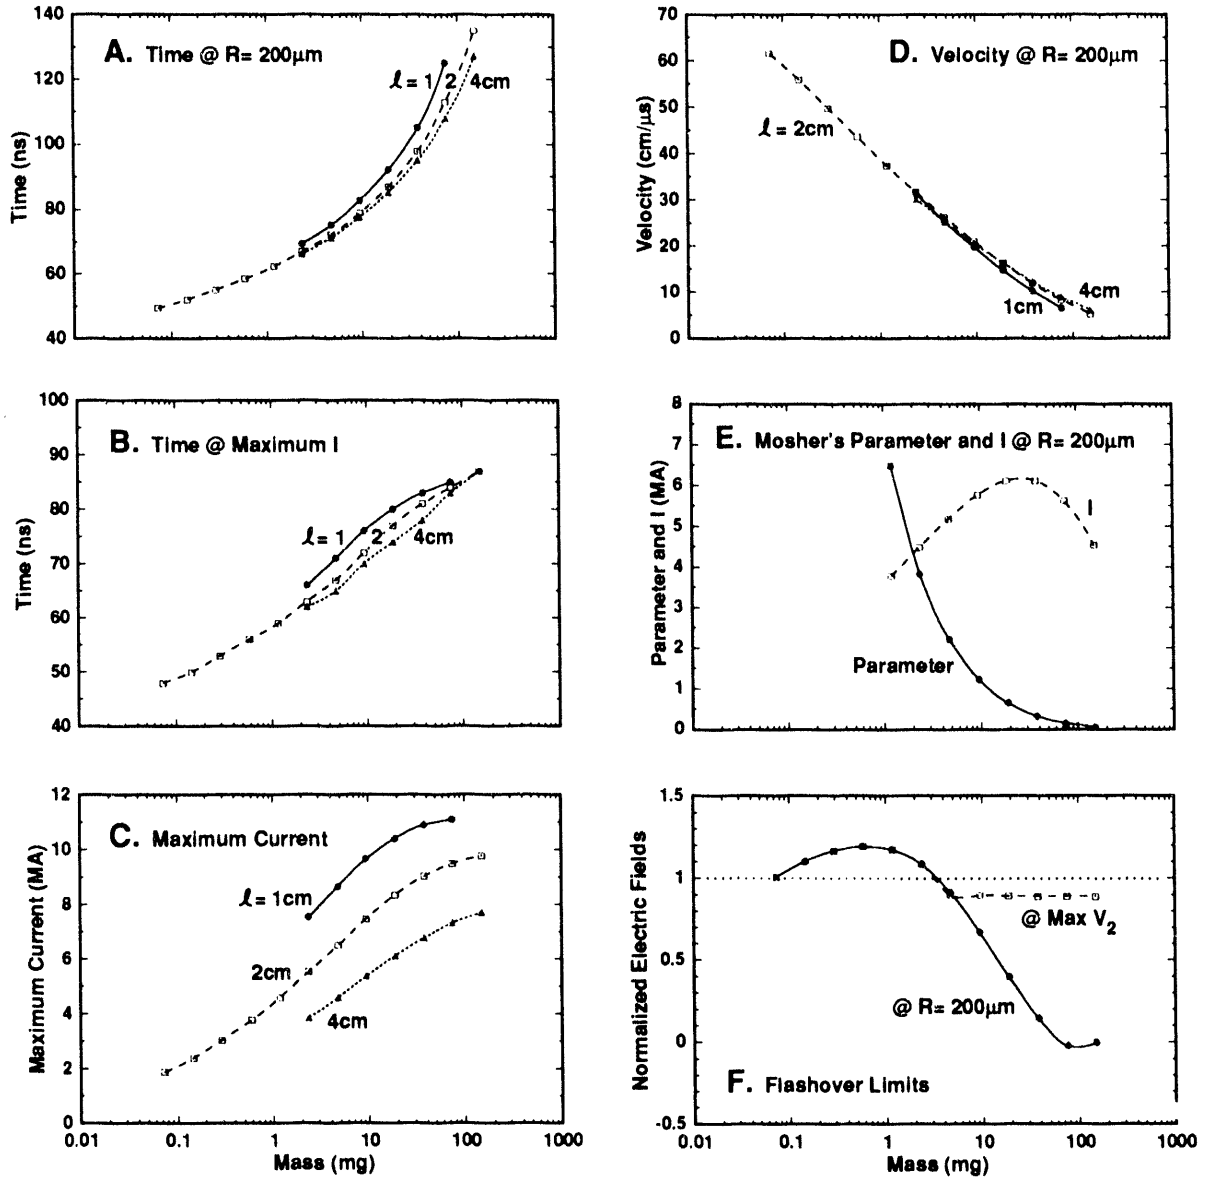 A. Time @ R= 200µm
Time (ns)
140
120
100
80
60
40
ℓ = 1 2 4cm
D. Velocity @ R= 200µm
Velocity (cm/µs)
70
60
50
40
30
20
10
0
ℓ = 2cm
4cm
1cm
B. Time @ Maximum I
Time (ns)
100
90
80
70
60
50
40
ℓ = 1 2 4cm
E. Mosher's Parameter and I @ R= 200µm
Parameter and I (MA)
8
7
6
5
4
3
2
1
0
I
Parameter
C. Maximum Current
Maximum Current (MA)
12
10
8
6
4
2
0
ℓ = 1cm
2cm
4cm
0.01 0.1 1 10 100 1000
Mass (mg)
F. Flashover Limits
Normalized Electric Fields
1.5
1
0.5
0
-0.5
@ Max V2
@ R= 200µm
0.01 0.1 1 10 100 1000
Mass (mg)